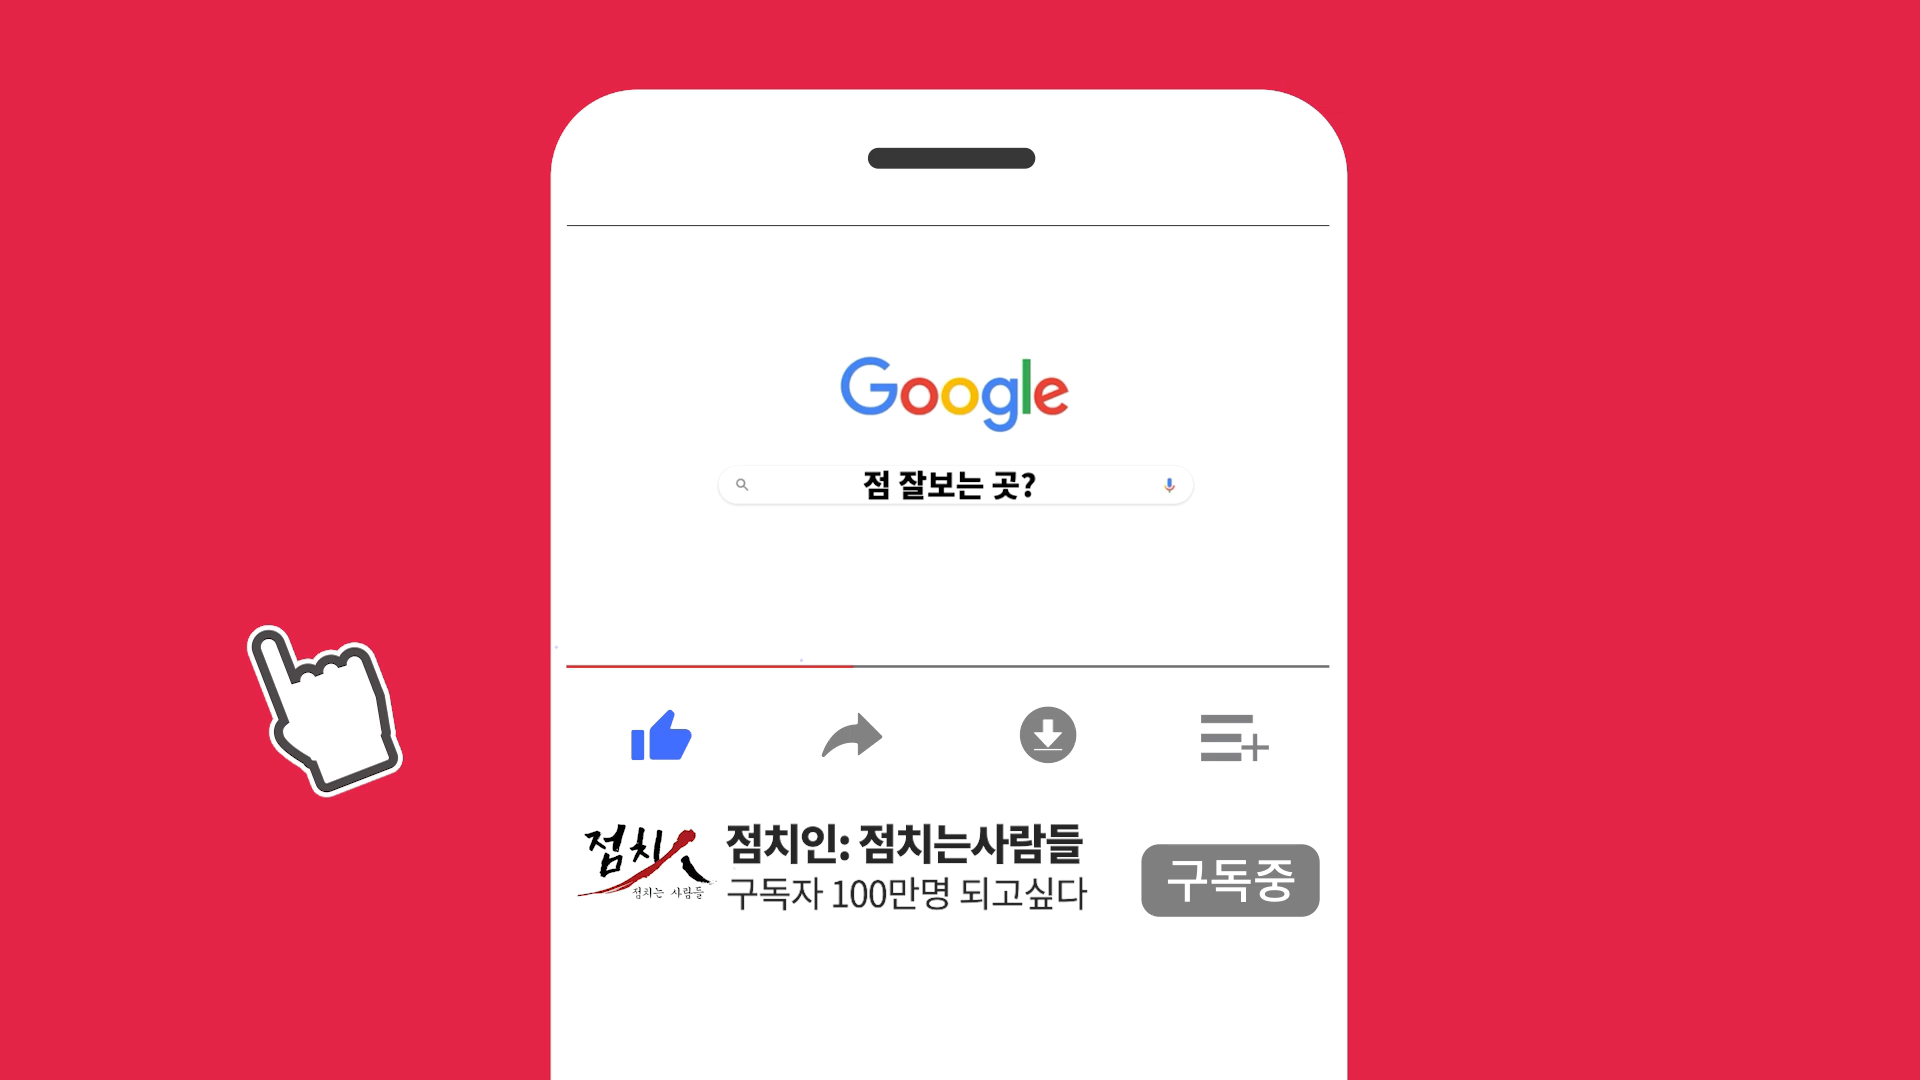 Google
점 잘보는 곳?
점치인: 점치는사람들
구독자 100만명 되고싶다
구독중
점치人
점치는 사람들